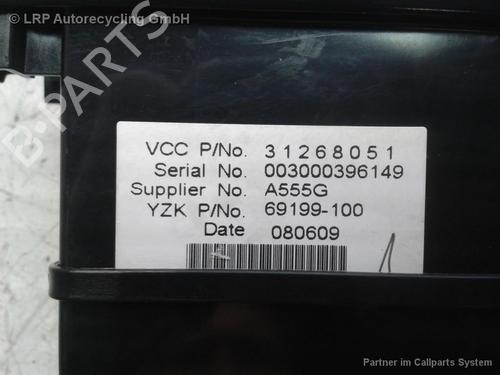 © LRP Autorecycling GmbH
B-PARTS
VCC P/No. 31268051
Serial No. 003000396149
Supplier No. A555G
YZK P/No. 69199-100
Date 080609
Partner im Callparts System